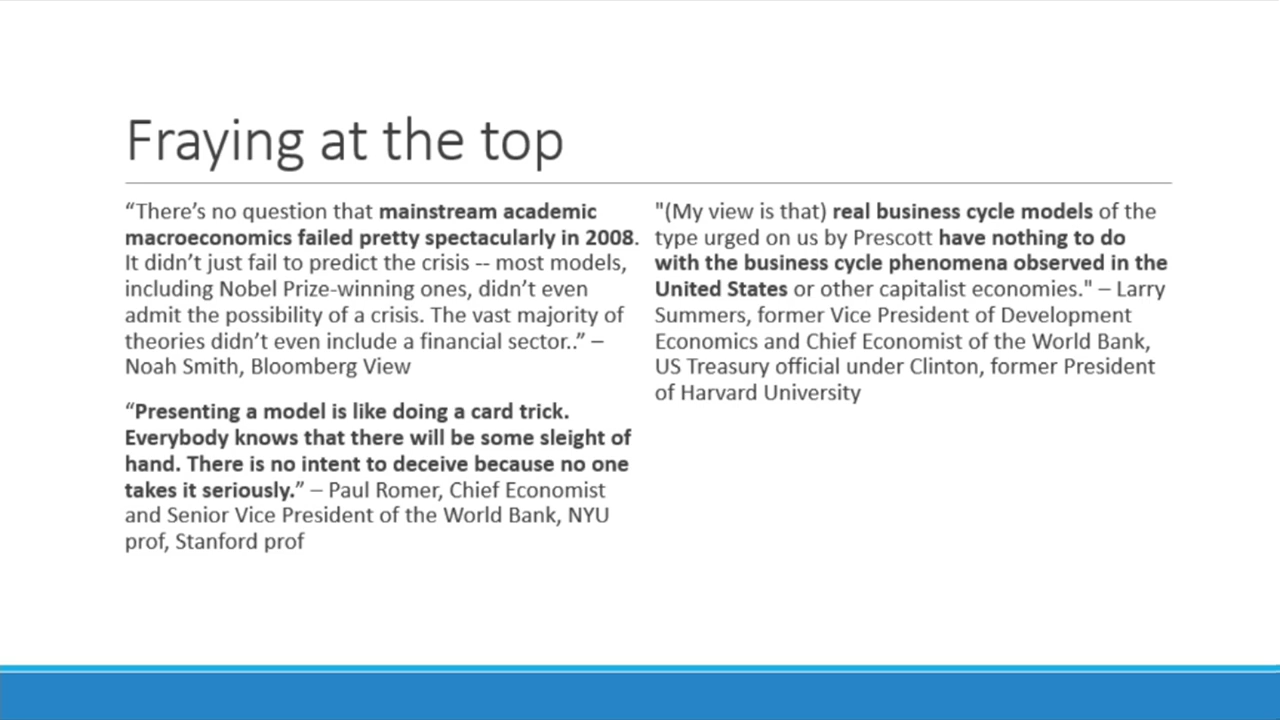 Fraying at the top
“There’s no question that mainstream academic
macroeconomics failed pretty spectacularly in 2008.
It didn’t just fail to predict the crisis -- most models,
including Nobel Prize-winning ones, didn’t even
admit the possibility of a crisis. The vast majority of
theories didn’t even include a financial sector..” –
Noah Smith, Bloomberg View
“Presenting a model is like doing a card trick.
Everybody knows that there will be some sleight of
hand. There is no intent to deceive because no one
takes it seriously.” – Paul Romer, Chief Economist
and Senior Vice President of the World Bank, NYU
prof, Stanford prof
"(My view is that) real business cycle models of the
type urged on us by Prescott have nothing to do
with the business cycle phenomena observed in the
United States or other capitalist economies." – Larry
Summers, former Vice President of Development
Economics and Chief Economist of the World Bank,
US Treasury official under Clinton, former President
of Harvard University